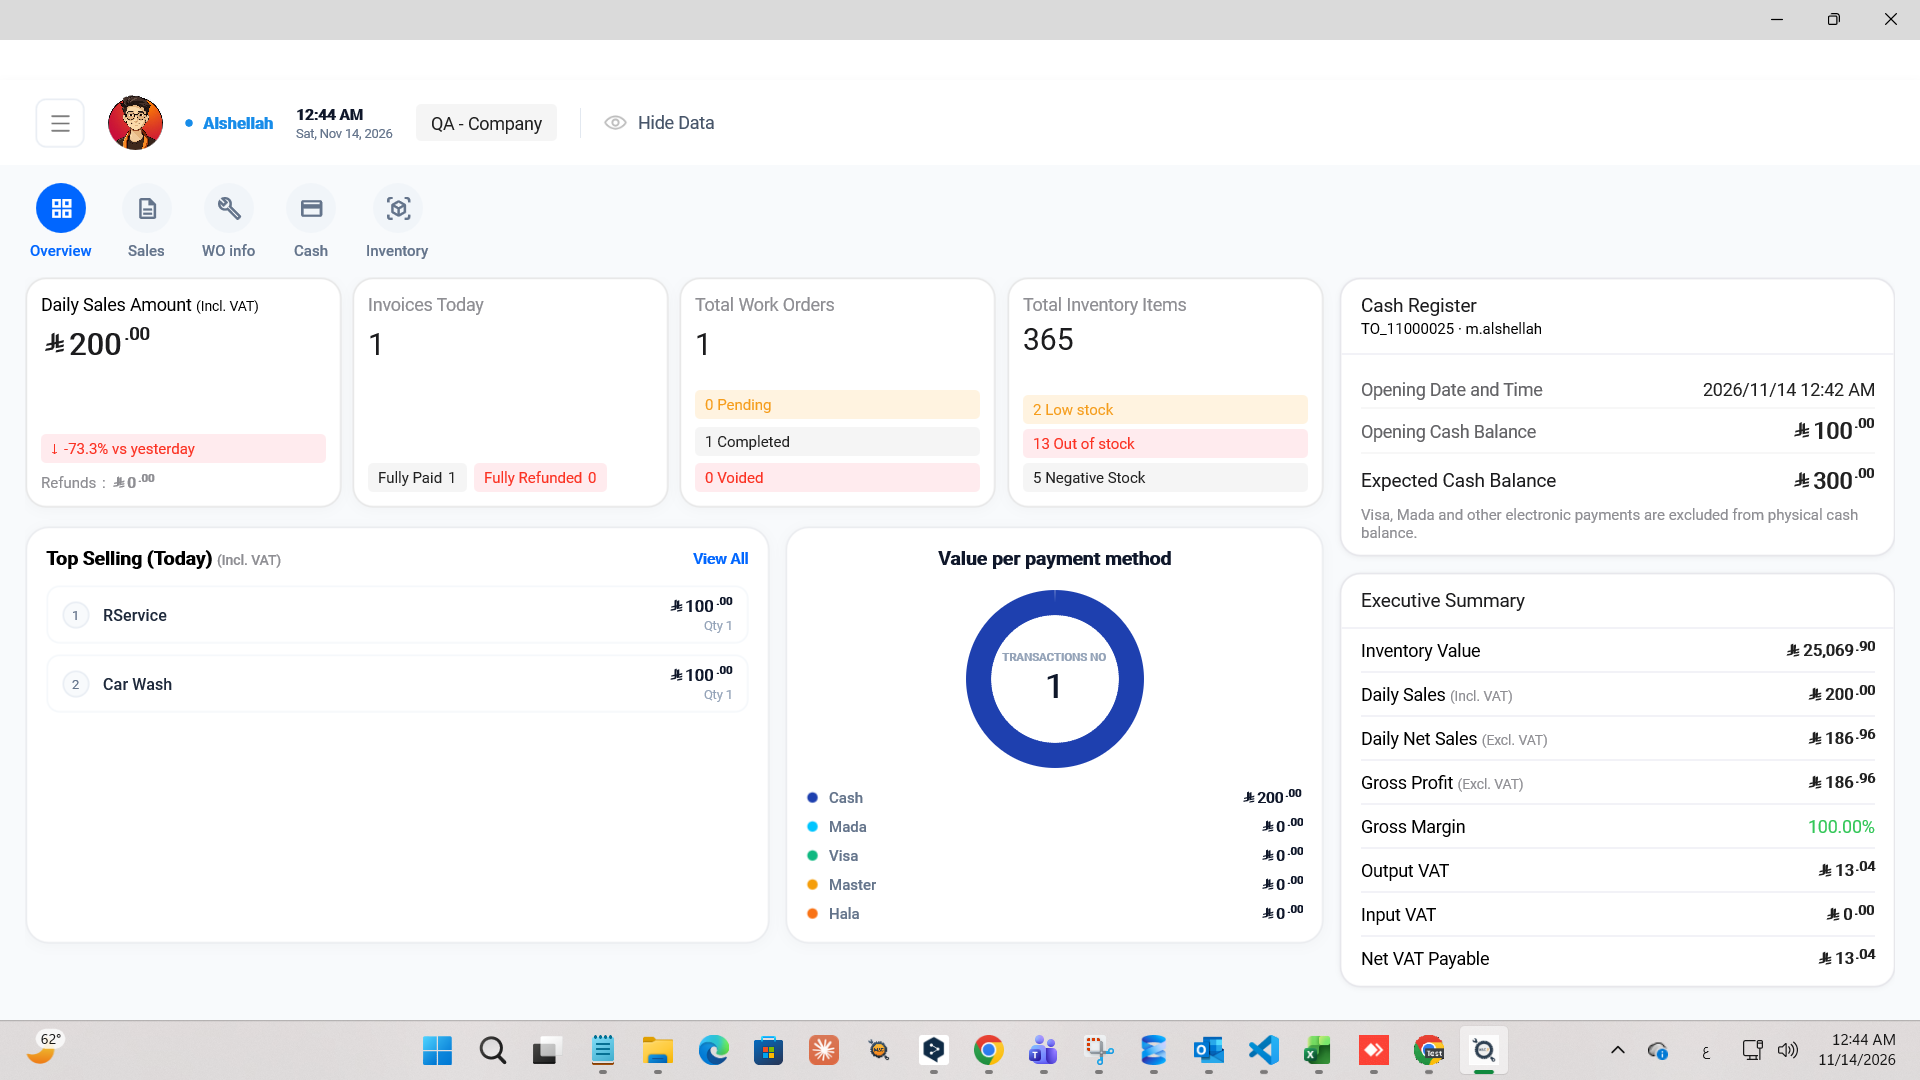 Alshellah
12:44 AM
Sat, Nov 14, 2026
QA - Company
Hide Data
Overview
Sales
WO info
Cash
Inventory
Daily Sales Amount (Incl. VAT)
⃁ 200.00
↓ -73.3% vs yesterday
Refunds : ⃁ 0.00
Invoices Today
1
Fully Paid 1
Fully Refunded 0
Total Work Orders
1
0 Pending
1 Completed
0 Voided
Total Inventory Items
365
2 Low stock
13 Out of stock
5 Negative Stock
Cash Register
TO_11000025 · m.alshellah
Opening Date and Time 2026/11/14 12:42 AM
Opening Cash Balance ⃁ 100.00
Expected Cash Balance ⃁ 300.00
Visa, Mada and other electronic payments are excluded from physical cash
balance.
Top Selling (Today) (Incl. VAT)
View All
1 RService ⃁ 100.00
Qty 1
2 Car Wash ⃁ 100.00
Qty 1
Value per payment method
TRANSACTIONS NO
1
Cash ⃁ 200.00
Mada ⃁ 0.00
Visa ⃁ 0.00
Master ⃁ 0.00
Hala ⃁ 0.00
Executive Summary
Inventory Value ⃁ 25,069.90
Daily Sales (Incl. VAT) ⃁ 200.00
Daily Net Sales (Excl. VAT) ⃁ 186.96
Gross Profit (Excl. VAT) ⃁ 186.96
Gross Margin 100.00%
Output VAT ⃁ 13.04
Input VAT ⃁ 0.00
Net VAT Payable ⃁ 13.04
62°
Test
ع
12:44 AM
11/14/2026